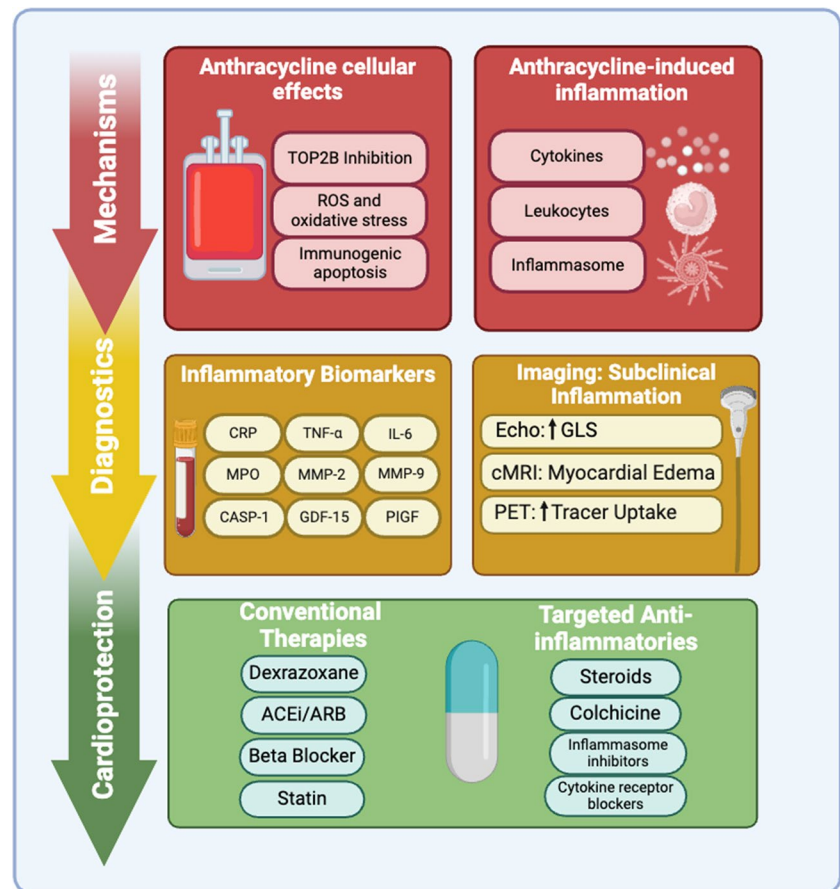 Mechanisms
Anthracycline cellular
effects
TOP2B Inhibition
ROS and
oxidative stress
Immunogenic
apoptosis
Anthracycline-induced
inflammation
Cytokines
Leukocytes
Inflammasome
Diagnostics
Inflammatory Biomarkers
CRP
TNF-α
IL-6
MPO
MMP-2
MMP-9
CASP-1
GDF-15
PIGF
Imaging: Subclinical
Inflammation
Echo:↑GLS
cMRI: Myocardial Edema
PET:↑Tracer Uptake
Cardioprotection
Conventional
Therapies
Dexrazoxane
ACEi/ARB
Beta Blocker
Statin
Targeted Anti-
inflammatories
Steroids
Colchicine
Inflammasome
inhibitors
Cytokine receptor
blockers